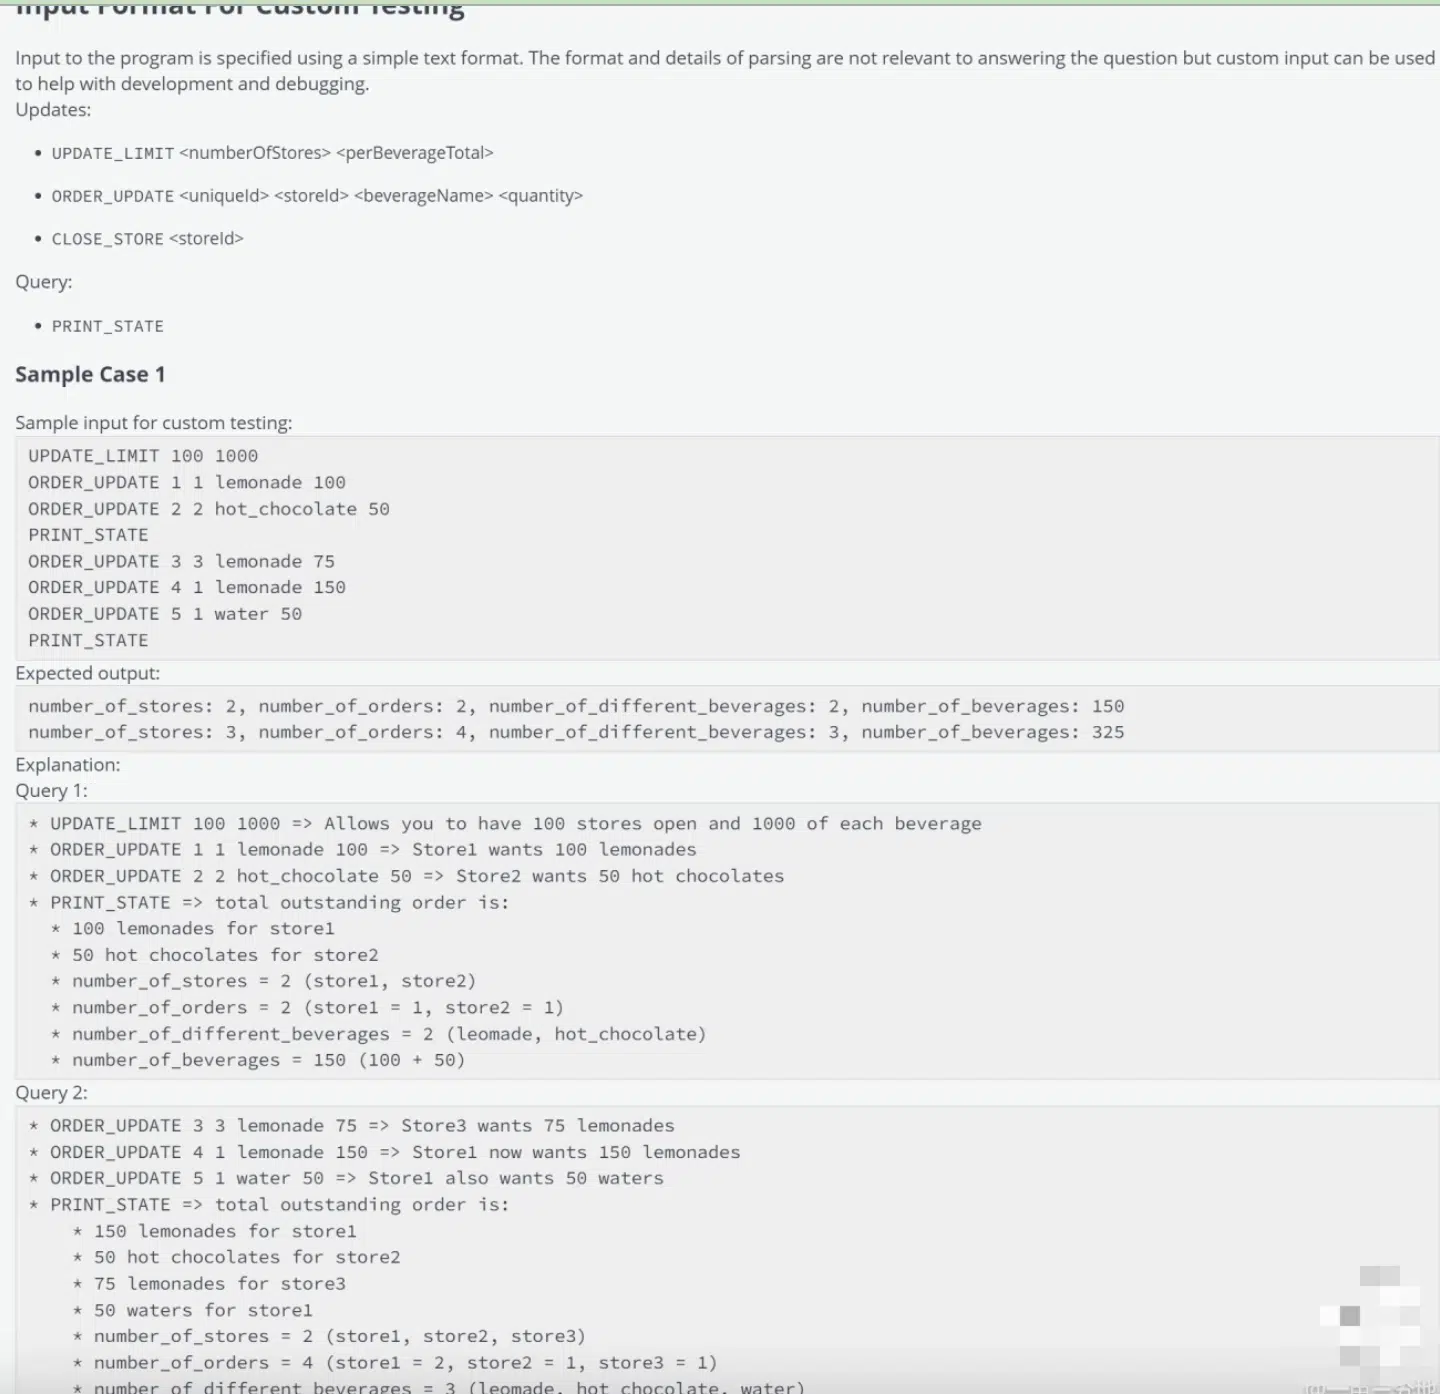 Input Format For Custom Testing
Input to the program is specified using a simple text format. The format and details of parsing are not relevant to answering the question but custom input can be used
to help with development and debugging.
Updates:
• UPDATE_LIMIT <numberOfStores> <perBeverageTotal>
• ORDER_UPDATE <uniqueId> <storeId> <beverageName> <quantity>
• CLOSE_STORE <storeId>
Query:
• PRINT_STATE
Sample Case 1
Sample input for custom testing:
UPDATE_LIMIT 100 1000
ORDER_UPDATE 1 1 lemonade 100
ORDER_UPDATE 2 2 hot_chocolate 50
PRINT_STATE
ORDER_UPDATE 3 3 lemonade 75
ORDER_UPDATE 4 1 lemonade 150
ORDER_UPDATE 5 1 water 50
PRINT_STATE
Expected output:
number_of_stores: 2, number_of_orders: 2, number_of_different_beverages: 2, number_of_beverages: 150
number_of_stores: 3, number_of_orders: 4, number_of_different_beverages: 3, number_of_beverages: 325
Explanation:
Query 1:
* UPDATE_LIMIT 100 1000 => Allows you to have 100 stores open and 1000 of each beverage
* ORDER_UPDATE 1 1 lemonade 100 => Store1 wants 100 lemonades
* ORDER_UPDATE 2 2 hot_chocolate 50 => Store2 wants 50 hot chocolates
* PRINT_STATE => total outstanding order is:
* 100 lemonades for store1
* 50 hot chocolates for store2
* number_of_stores = 2 (store1, store2)
* number_of_orders = 2 (store1 = 1, store2 = 1)
* number_of_different_beverages = 2 (leomade, hot_chocolate)
* number_of_beverages = 150 (100 + 50)
Query 2:
* ORDER_UPDATE 3 3 lemonade 75 => Store3 wants 75 lemonades
* ORDER_UPDATE 4 1 lemonade 150 => Store1 now wants 150 lemonades
* ORDER_UPDATE 5 1 water 50 => Store1 also wants 50 waters
* PRINT_STATE => total outstanding order is:
* 150 lemonades for store1
* 50 hot chocolates for store2
* 75 lemonades for store3
* 50 waters for store1
* number_of_stores = 2 (store1, store2, store3)
* number_of_orders = 4 (store1 = 2, store2 = 1, store3 = 1)
* number_of_different_beverages = 3 (leomade, hot_chocolate, water)